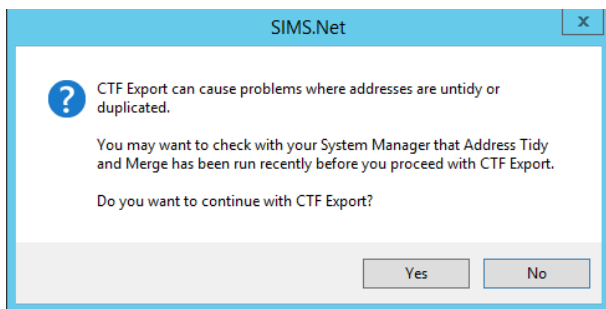 SIMS.Net
x
?
CTF Export can cause problems where addresses are untidy or
duplicated.
You may want to check with your System Manager that Address Tidy
and Merge has been run recently before you proceed with CTF Export.
Do you want to continue with CTF Export?
Yes
No